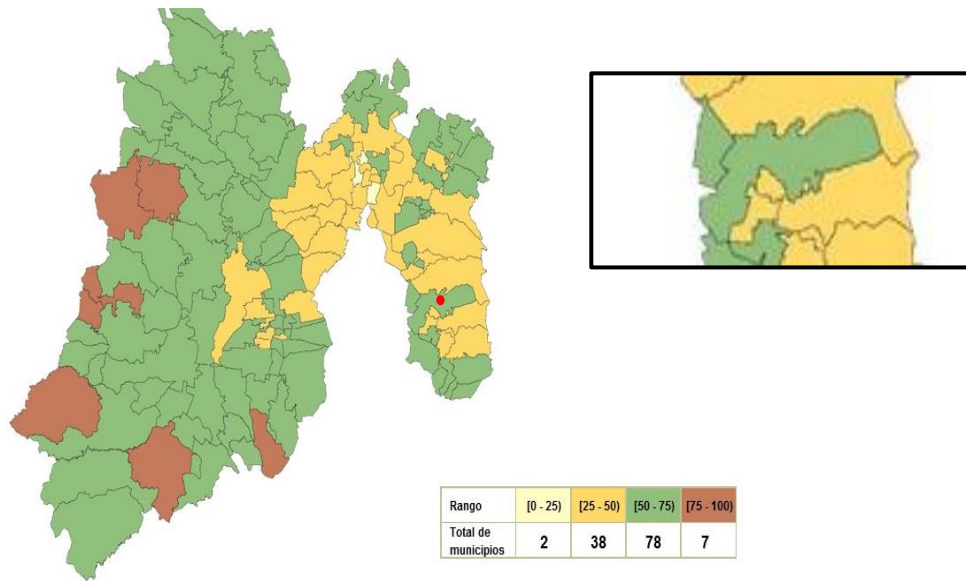 Rango [0 - 25) [25 - 50) [50 - 75) [75 - 100)
Total de
municipios 2 38 78 7